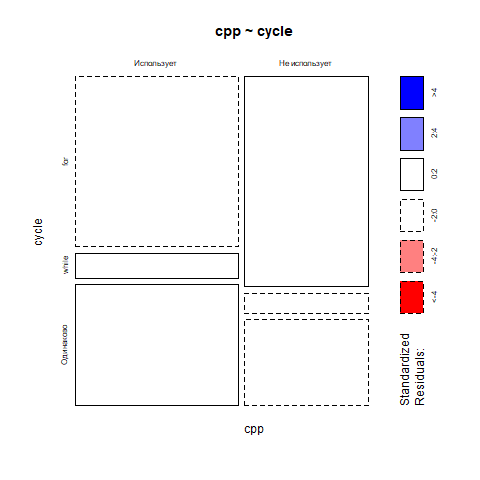 cpp ~ cycle
Использует
Не использует
for
while
Одинаково
cycle
cpp
>4
2:4
0:2
-2:0
-4:-2
<-4
Standardized
Residuals: